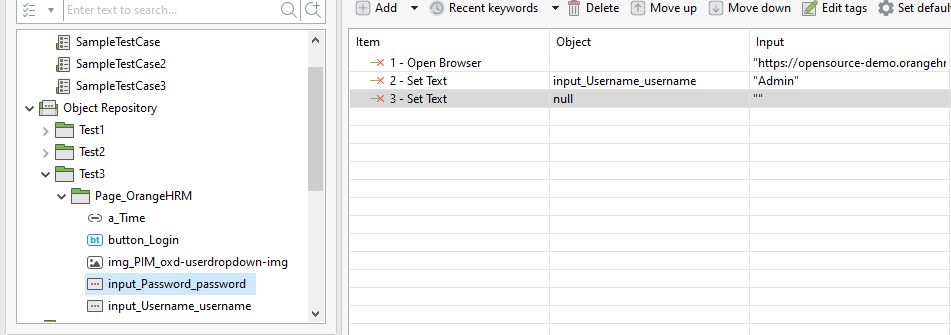 Enter text to search...
SampleTestCase
SampleTestCase2
SampleTestCase3
Object Repository
Test1
Test2
Test3
Page_OrangeHRM
a_Time
bt button_Login
img_PIM_oxd-userdropdown-img
input_Password_password
input_Username_username
Add Recent keywords Delete Move up Move down Edit tags Set defaul
Item Object Input
1 - Open Browser "https://opensource-demo.orangehr
2 - Set Text input_Username_username "Admin"
3 - Set Text null ""